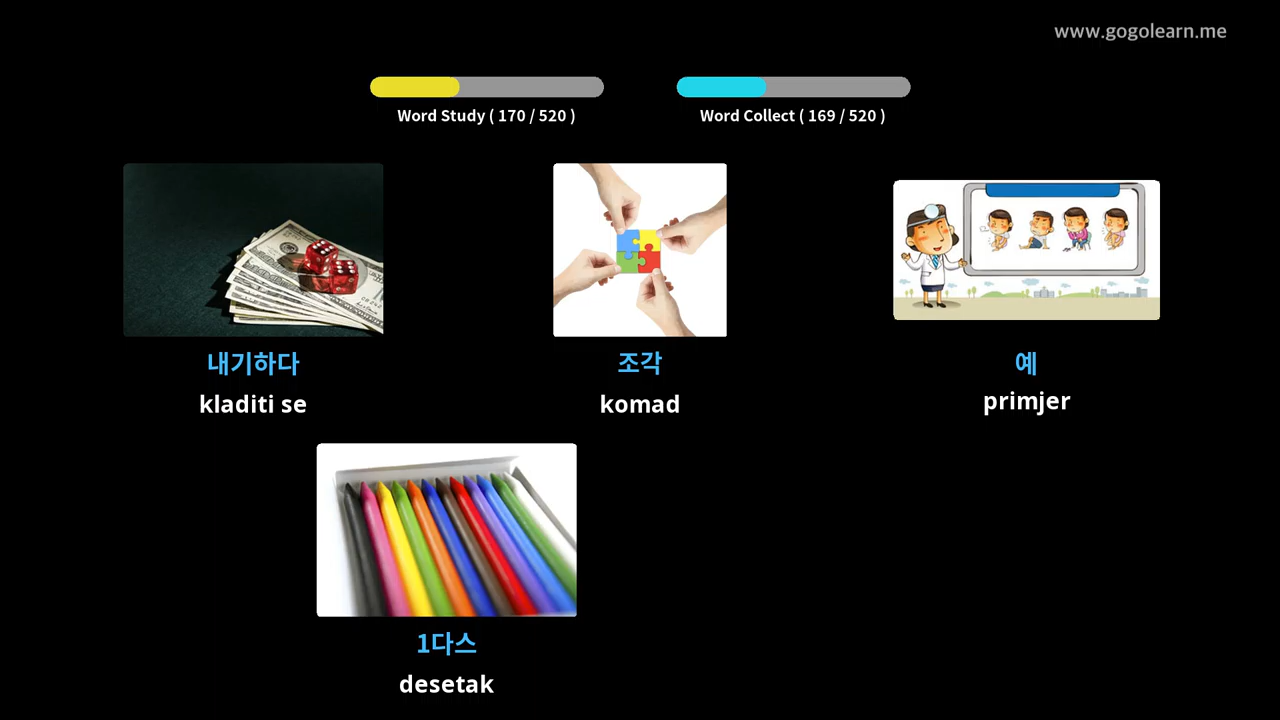 www.gogolearn.me
Word Study ( 170 / 520 )
Word Collect ( 169 / 520 )
내기하다
조각
예
kladiti se
komad
primjer
1다스
desetak